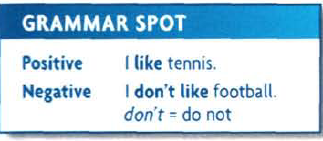 GRAMMAR SPOT
Positive I like tennis.
Negative I don't like football.
don't = do not